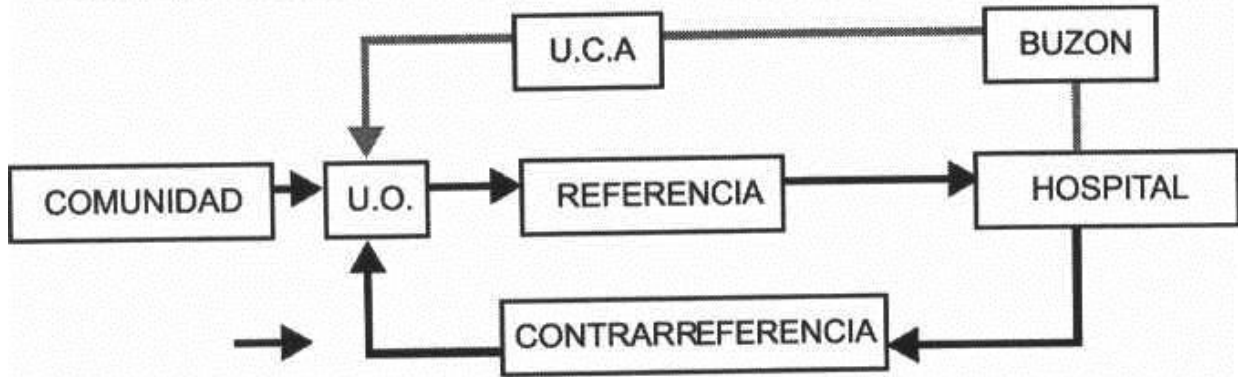 U.C.A
BUZON
COMUNIDAD
U.O.
REFERENCIA
HOSPITAL
CONTRARREFERENCIA